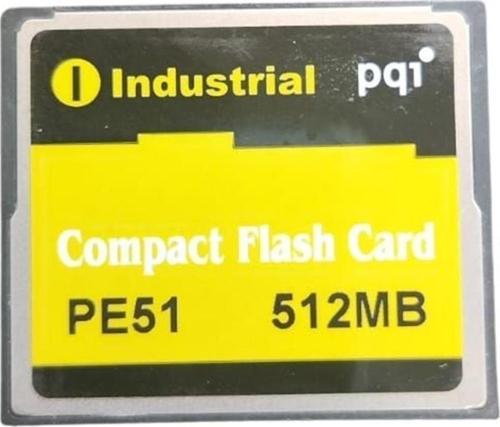 I Industrial pqi
Compact Flash Card
PE51 512MB